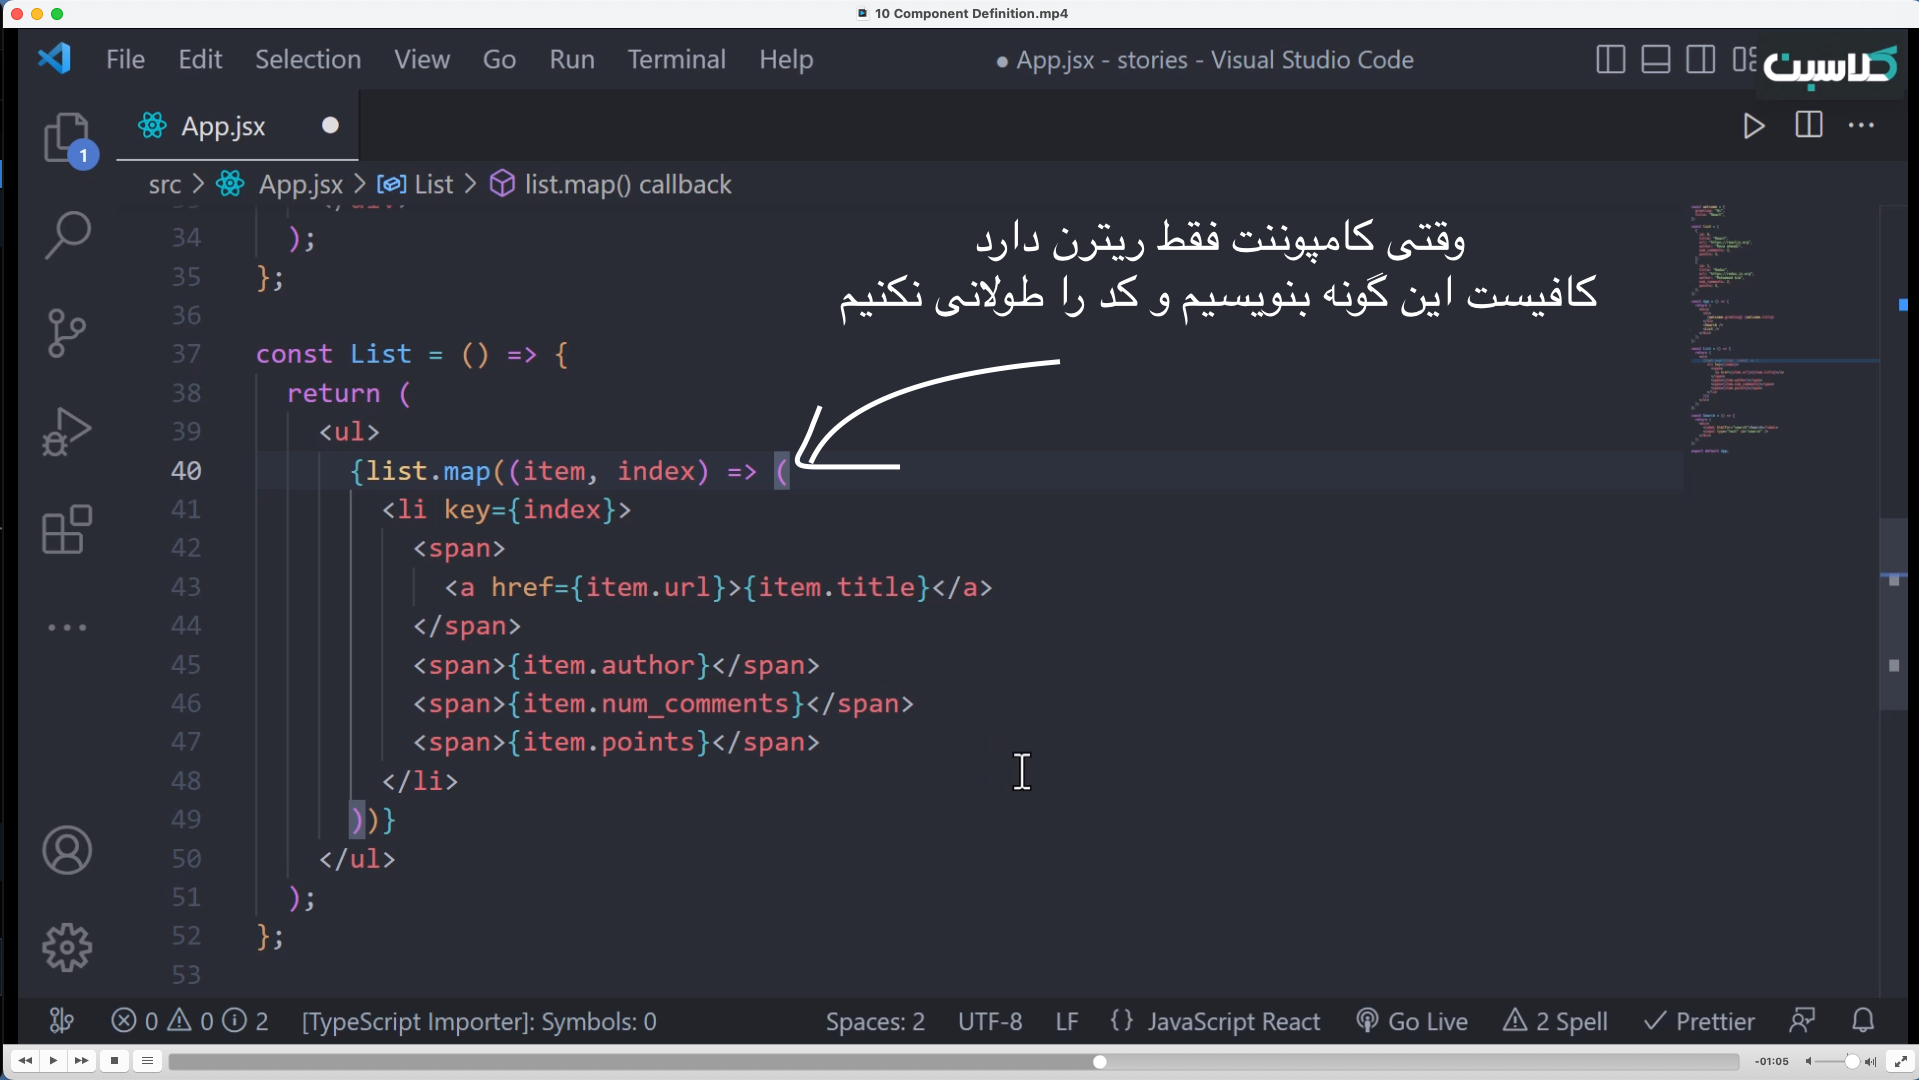 10 Component Definition.mp4
File Edit Selection View Go Run Terminal Help ● App.jsx - stories - Visual Studio Code
کلاسیت
App.jsx ●
1
src > App.jsx > List > list.map() callback
وقتی کامپوننت فقط ریترن دارد
کافیست این گونه بنویسیم و کد را طولانی نکنیم
34 );
35 };
36
37 const List = () => {
38 return (
39 <ul>
40 {list.map((item, index) => (
41 <li key={index}>
42 <span>
43 <a href={item.url}>{item.title}</a>
44 </span>
45 <span>{item.author}</span>
46 <span>{item.num_comments}</span>
47 <span>{item.points}</span>
48 </li>
49 ))}
50 </ul>
51 );
52 };
53
0 0 2 [TypeScript Importer]: Symbols: 0 Spaces: 2 UTF-8 LF {} JavaScript React Go Live 2 Spell Prettier
-01:05